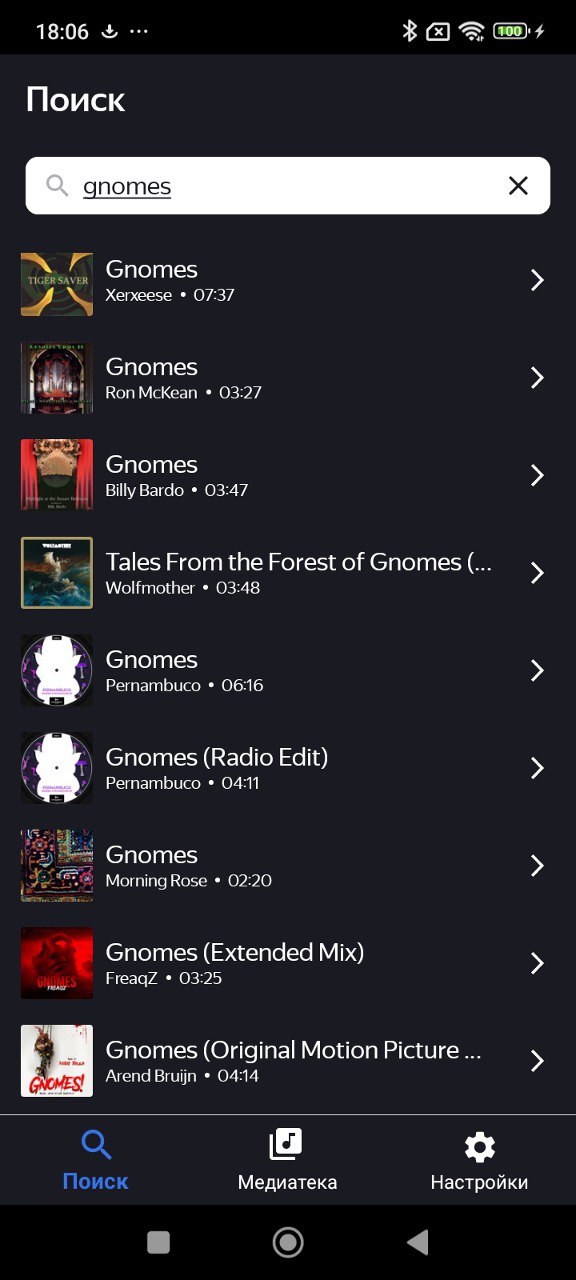 18:06
100
Поиск
gnomes
TIGER SAVER
Gnomes
Xerxeese • 07:37
Gnomes
Ron McKean • 03:27
Gnomes
Billy Bardo • 03:47
WOLFMOTHER
Tales From the Forest of Gnomes (...
Wolfmother • 03:48
PERNAMBUCO
Gnomes
Pernambuco • 06:16
PERNAMBUCO
Gnomes (Radio Edit)
Pernambuco • 04:11
Gnomes
Morning Rose • 02:20
GNOMES
FREAQZ
Gnomes (Extended Mix)
FreaqZ • 03:25
GNOMES!
Gnomes (Original Motion Picture ...
Arend Bruijn • 04:14
Поиск
Медиатека
Настройки